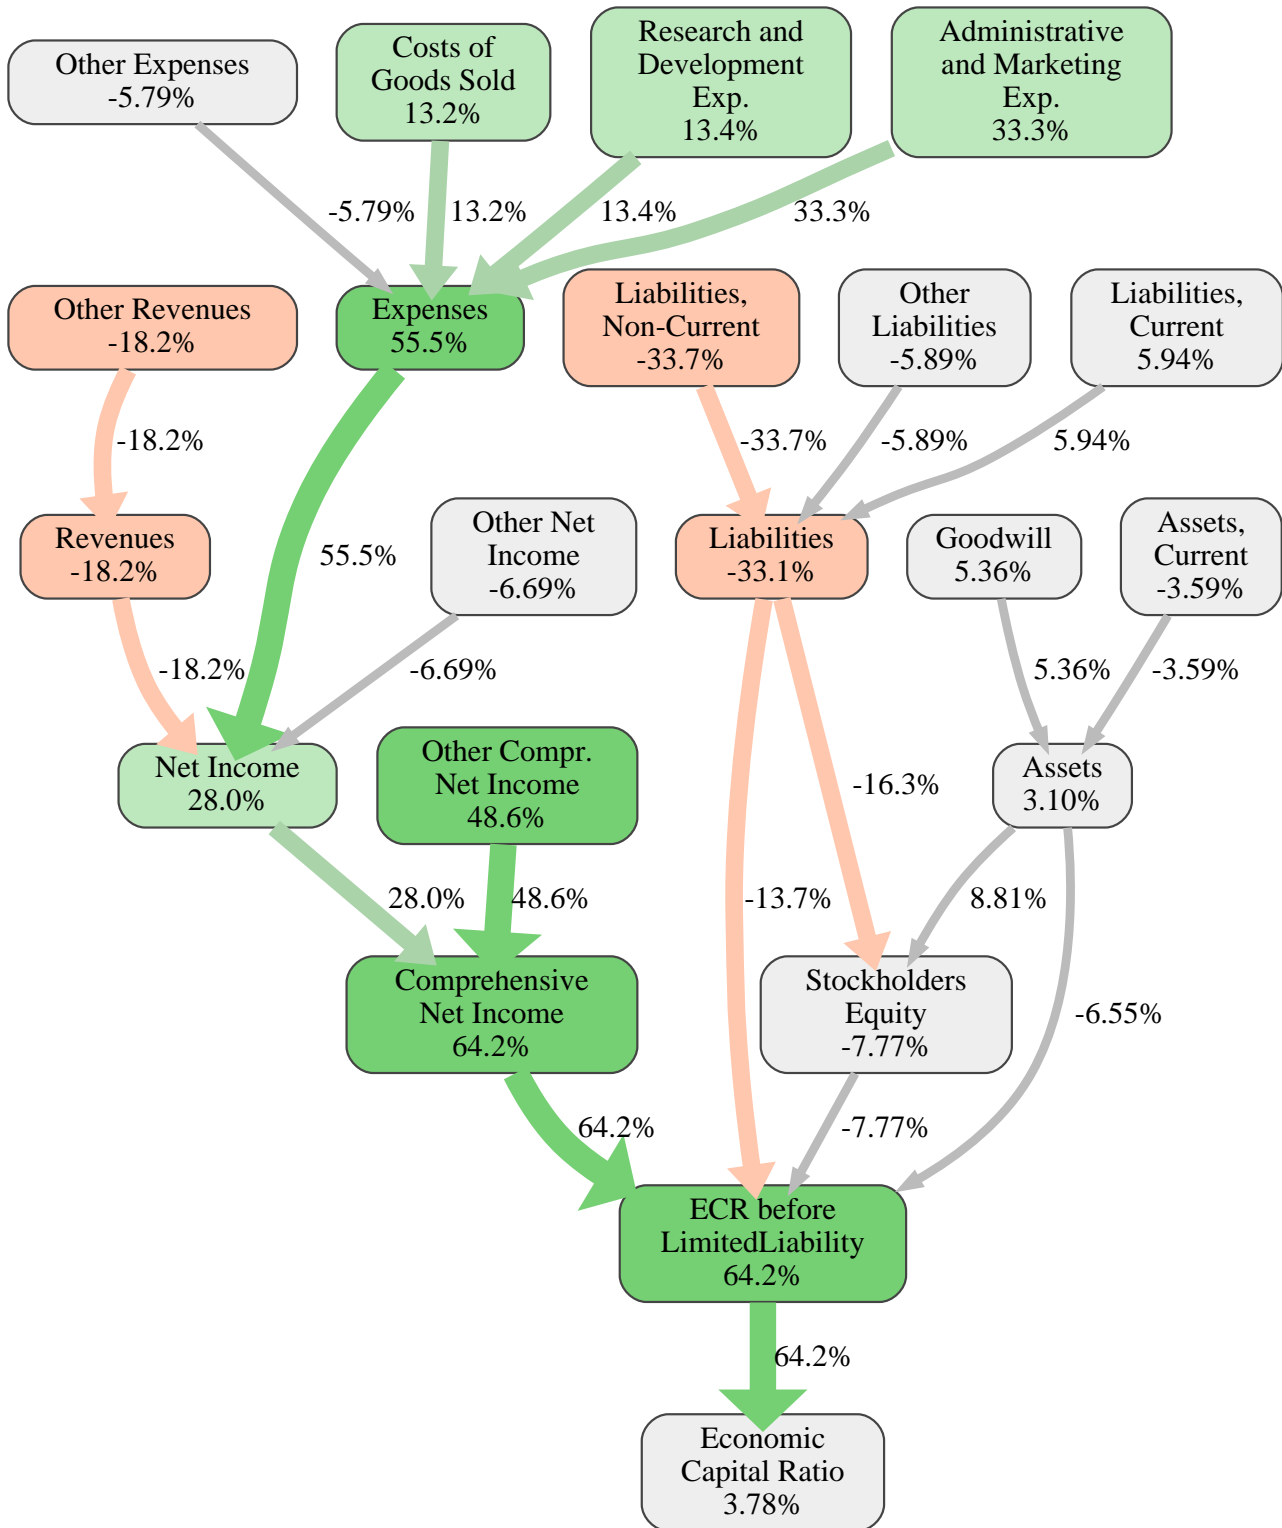 Other Expenses
-5.79%
Costs of
Goods Sold
13.2%
Research and
Development
Exp.
13.4%
Administrative
and Marketing
Exp.
33.3%
-5.79%
13.2%
13.4%
33.3%
Other Revenues
-18.2%
Expenses
55.5%
Liabilities,
Non-Current
-33.7%
Other
Liabilities
-5.89%
Liabilities,
Current
5.94%
-18.2%
-33.7%
-5.89%
5.94%
Revenues
-18.2%
55.5%
Other Net
Income
-6.69%
Liabilities
-33.1%
Goodwill
5.36%
Assets,
Current
-3.59%
-18.2%
-6.69%
5.36%
-3.59%
Net Income
28.0%
Other Compr.
Net Income
48.6%
-16.3%
Assets
3.10%
28.0%
48.6%
-13.7%
8.81%
Comprehensive
Net Income
64.2%
Stockholders
Equity
-7.77%
-6.55%
64.2%
-7.77%
ECR before
LimitedLiability
64.2%
64.2%
Economic
Capital Ratio
3.78%